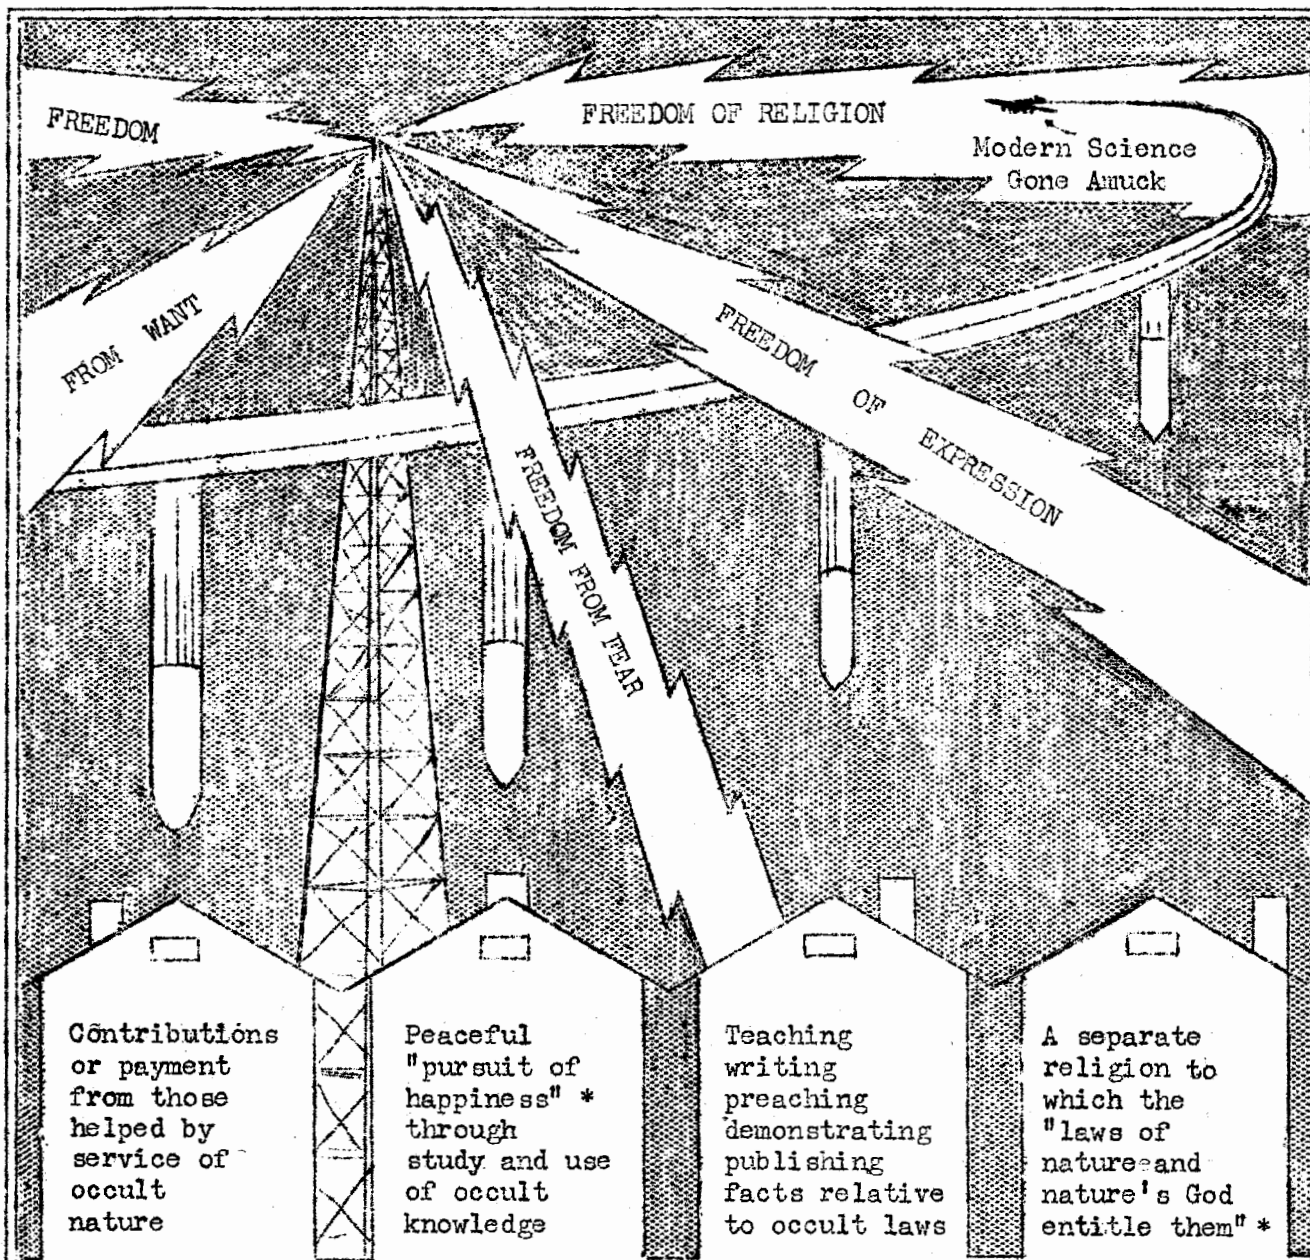 FREEDOM
FROM WANT
FREEDOM OF RELIGION
Modern Science
Gone Amuck
FREEDOM OF EXPRESSION
FREEDOM FROM FEAR
Contributions
or payment
from those
helped by
service of
occult
nature
Peaceful
"pursuit of
happiness" *
through
study and use
of occult
knowledge
Teaching
writing
preaching
demonstrating
publishing
facts relative
to occult laws
A separate
religion to
which the
"laws of
nature and
nature's God
entitle them" *